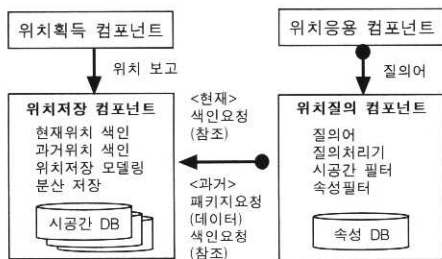 위치획득 컴포넌트
위치응용 컴포넌트
위치 보고
질의어
위치저장 컴포넌트
현재위치 색인
과거위치 색인
위치저장 모델링
분산 저장
시공간 DB
<현재>
색인요청
(참조)
<과거>
패키지요청
(데이터)
색인요청
(참조)
위치질의 컴포넌트
질의어
질의처리기
시공간 필터
속성필터
속성 DB